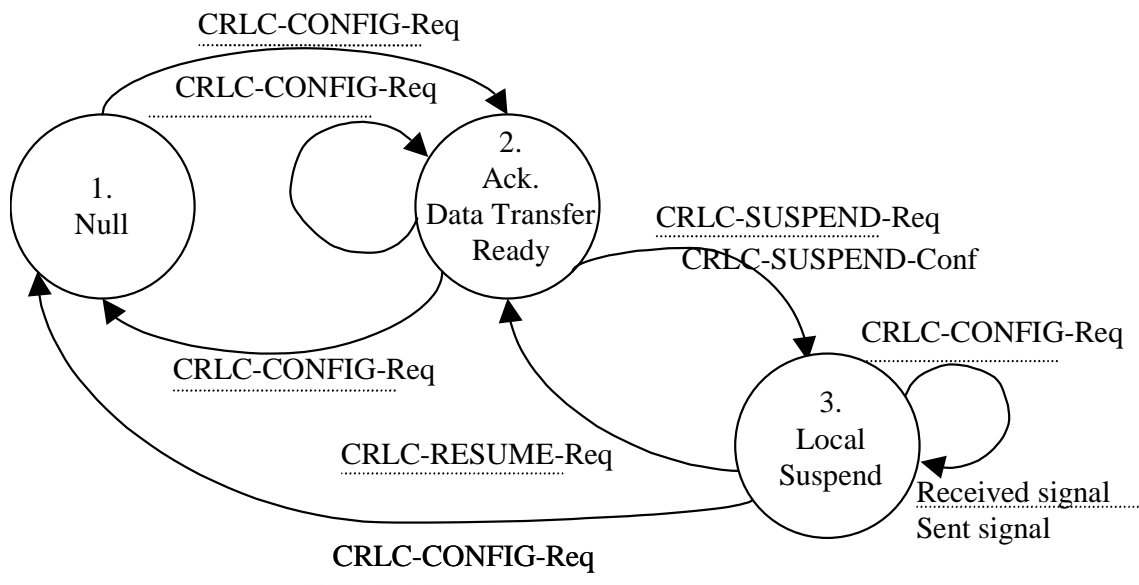 CRLC-CONFIG-Req
CRLC-CONFIG-Req
1.
Null
2.
Ack.
Data Transfer
Ready
CRLC-SUSPEND-Req
CRLC-SUSPEND-Conf
CRLC-CONFIG-Req
CRLC-CONFIG-Req
3.
Local
Suspend
CRLC-RESUME-Req
Received signal
Sent signal
CRLC-CONFIG-Req